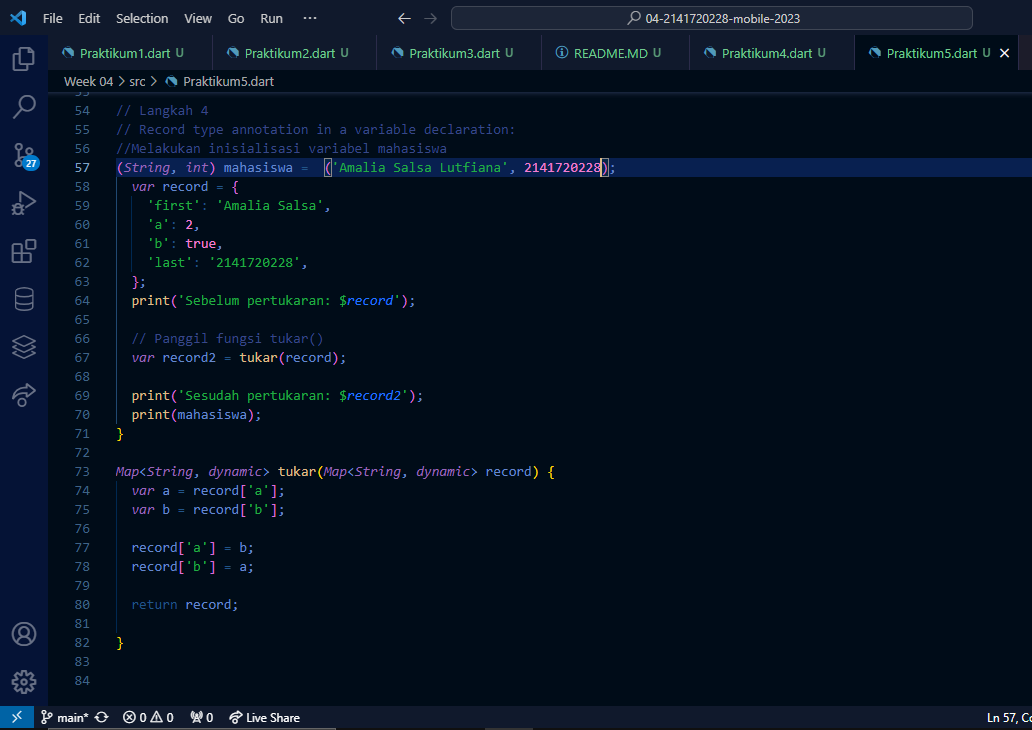 File Edit Selection View Go Run ··· 04-2141720228-mobile-2023
Praktikum1.dart U Praktikum2.dart U Praktikum3.dart U README.MD U Praktikum4.dart U Praktikum5.dart U
Week 04 > src > Praktikum5.dart
53
54 // Langkah 4
55 // Record type annotation in a variable declaration:
56 //Melakukan inisialisasi variabel mahasiswa
57 (String, int) mahasiswa =  ('Amalia Salsa Lutfiana', 2141720228);
58 var record = {
59 'first': 'Amalia Salsa',
60 'a': 2,
61 'b': true,
62 'last': '2141720228',
63 };
64 print('Sebelum pertukaran: $record');
65
66 // Panggil fungsi tukar()
67 var record2 = tukar(record);
68
69 print('Sesudah pertukaran: $record2');
70 print(mahasiswa);
71 }
72
73 Map<String, dynamic> tukar(Map<String, dynamic> record) {
74 var a = record['a'];
75 var b = record['b'];
76
77 record['a'] = b;
78 record['b'] = a;
79
80 return record;
81
82 }
83
84
27
main* 0 0 0 Live Share Ln 57, Co